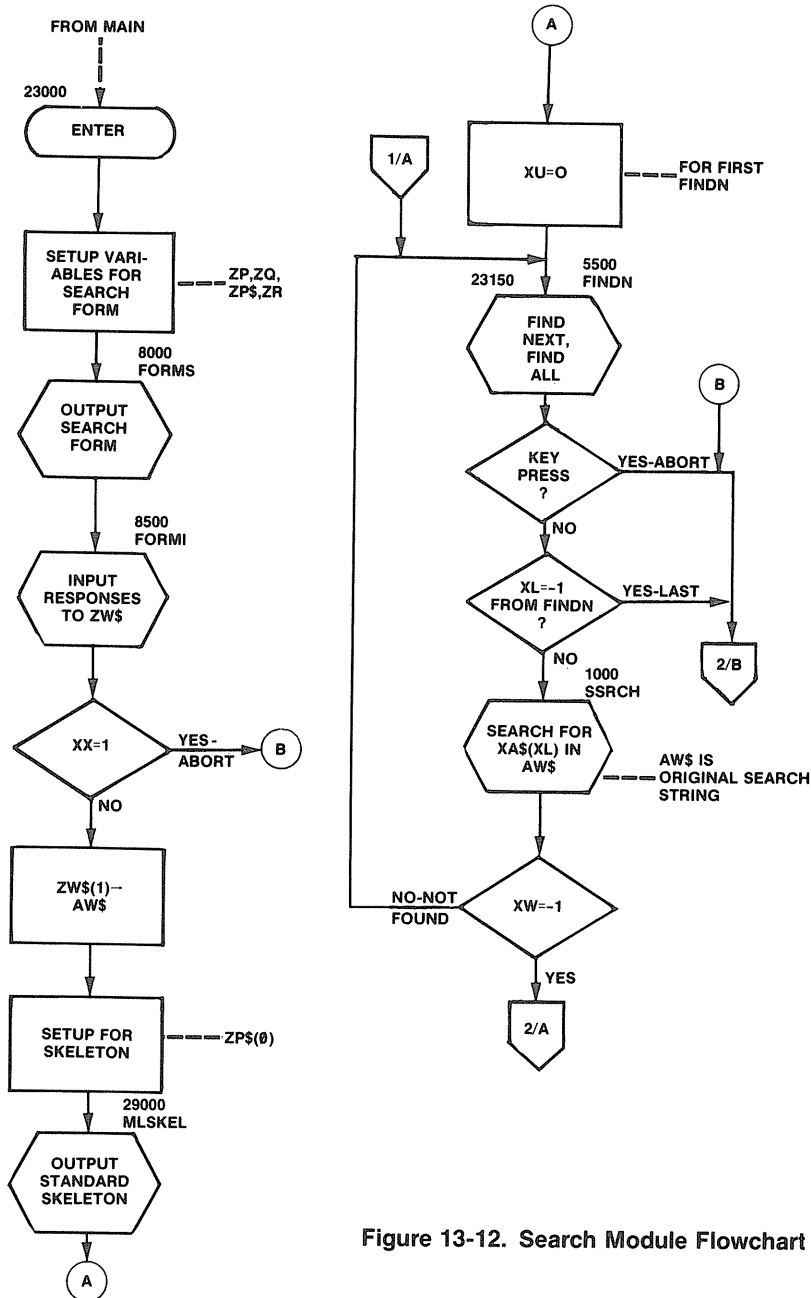 FROM MAIN
23000
ENTER
SETUP VARI-
ABLES FOR
SEARCH
FORM
ZP,ZQ,
ZP$,ZR
8000
FORMS
OUTPUT
SEARCH
FORM
8500
FORMI
INPUT
RESPONSES
TO ZW$
XX=1
YES-
ABORT
B
NO
ZW$(1)→
AW$
SETUP FOR
SKELETON
ZP$(Ø)
29000
MLSKEL
OUTPUT
STANDARD
SKELETON
A
A
1/A
XU=O
FOR FIRST
FINDN
23150
5500
FINDN
FIND
NEXT,
FIND
ALL
B
KEY
PRESS
?
YES-ABORT
NO
XL=-1
FROM FINDN
?
YES-LAST
NO
2/B
1000
SSRCH
SEARCH FOR
XA$(XL) IN
AW$
AW$ IS
ORIGINAL SEARCH
STRING
NO-NOT
FOUND
XW=-1
YES
2/A
Figure 13-12. Search Module Flowchart